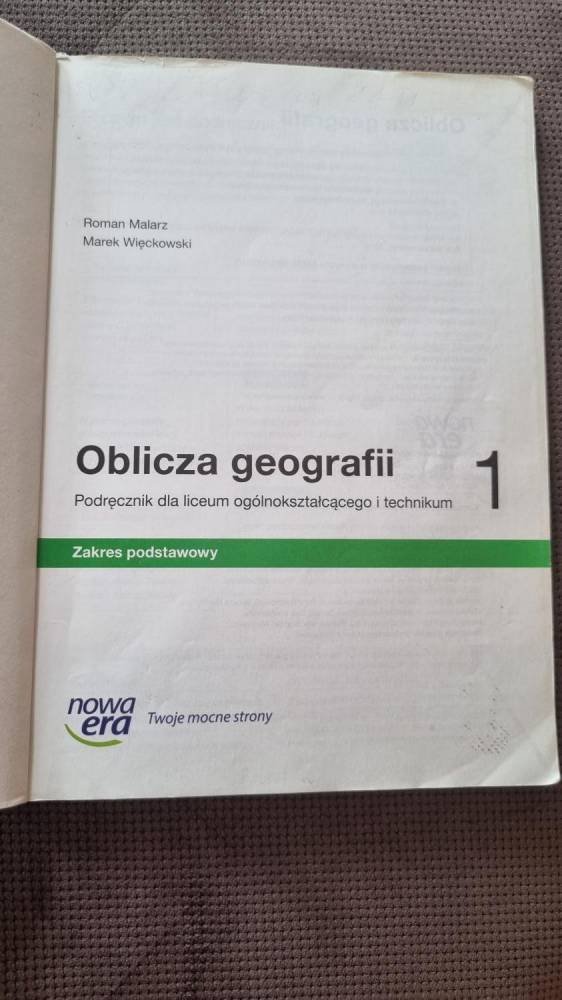 Roman Malarz
Marek Więckowski
Oblicza geografii 1
Podręcznik dla liceum ogólnokształcącego i technikum
Zakres podstawowy
nowa
era
Twoje mocne strony